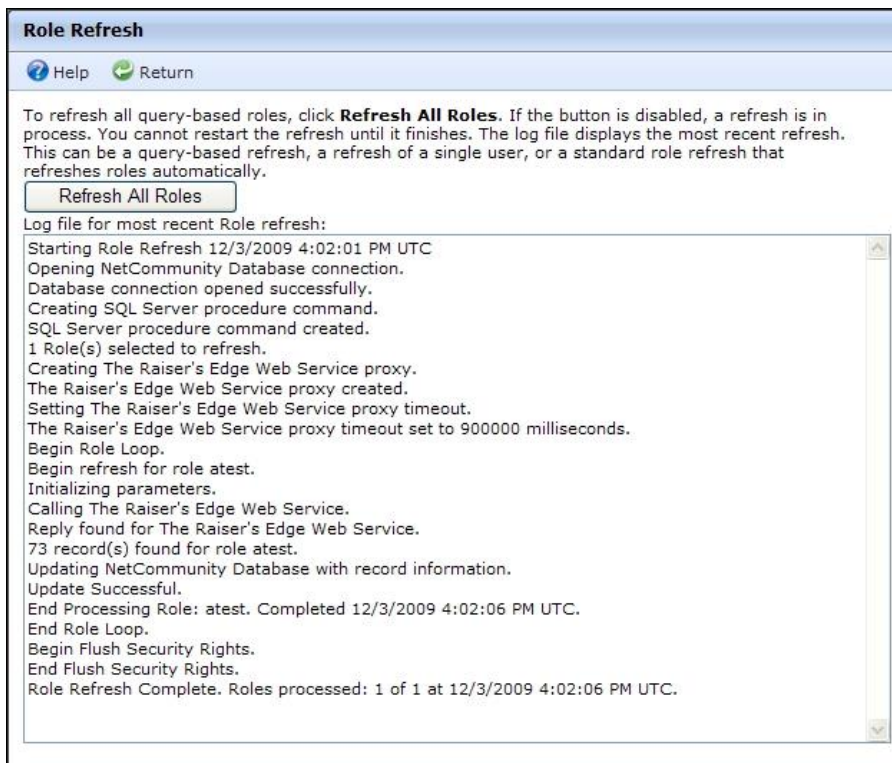 Role Refresh
Help Return
To refresh all query-based roles, click Refresh All Roles. If the button is disabled, a refresh is in
process. You cannot restart the refresh until it finishes. The log file displays the most recent refresh.
This can be a query-based refresh, a refresh of a single user, or a standard role refresh that
refreshes roles automatically.
Refresh All Roles
Log file for most recent Role refresh:
Starting Role Refresh 12/3/2009 4:02:01 PM UTC
Opening NetCommunity Database connection.
Database connection opened successfully.
Creating SQL Server procedure command.
SQL Server procedure command created.
1 Role(s) selected to refresh.
Creating The Raiser's Edge Web Service proxy.
The Raiser's Edge Web Service proxy created.
Setting The Raiser's Edge Web Service proxy timeout.
The Raiser's Edge Web Service proxy timeout set to 900000 milliseconds.
Begin Role Loop.
Begin refresh for role atest.
Initializing parameters.
Calling The Raiser's Edge Web Service.
Reply found for The Raiser's Edge Web Service.
73 record(s) found for role atest.
Updating NetCommunity Database with record information.
Update Successful.
End Processing Role: atest. Completed 12/3/2009 4:02:06 PM UTC.
End Role Loop.
Begin Flush Security Rights.
End Flush Security Rights.
Role Refresh Complete. Roles processed: 1 of 1 at 12/3/2009 4:02:06 PM UTC.